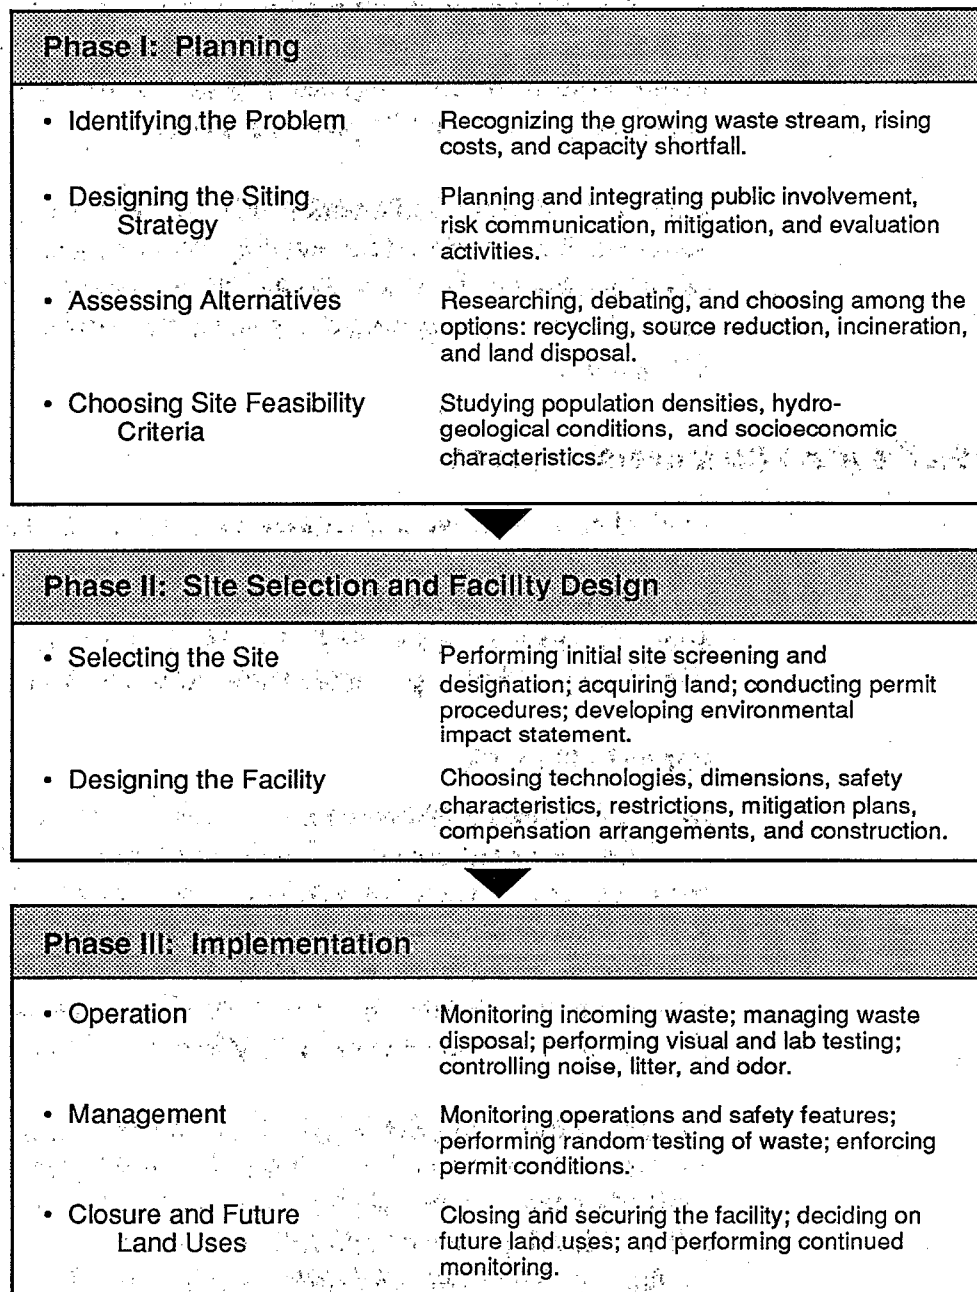 Phase I: Planning
• Identifying the Problem
Recognizing the growing waste stream, rising
costs, and capacity shortfall.
• Designing the Siting
Strategy
Planning and integrating public involvement,
risk communication, mitigation, and evaluation
activities.
• Assessing Alternatives
Researching, debating, and choosing among the
options: recycling, source reduction, incineration,
and land disposal.
• Choosing Site Feasibility
Criteria
Studying population densities, hydro-
geological conditions, and socioeconomic
characteristics.
Phase II: Site Selection and Facility Design
• Selecting the Site
Performing initial site screening and
designation; acquiring land; conducting permit
procedures; developing environmental
impact statement.
• Designing the Facility
Choosing technologies, dimensions, safety
characteristics, restrictions, mitigation plans,
compensation arrangements, and construction.
Phase III: Implementation
• Operation
Monitoring incoming waste; managing waste
disposal; performing visual and lab testing;
controlling noise, litter, and odor.
• Management
Monitoring operations and safety features;
performing random testing of waste; enforcing
permit conditions.
• Closure and Future
Land Uses
Closing and securing the facility; deciding on
future land uses; and performing continued
monitoring.